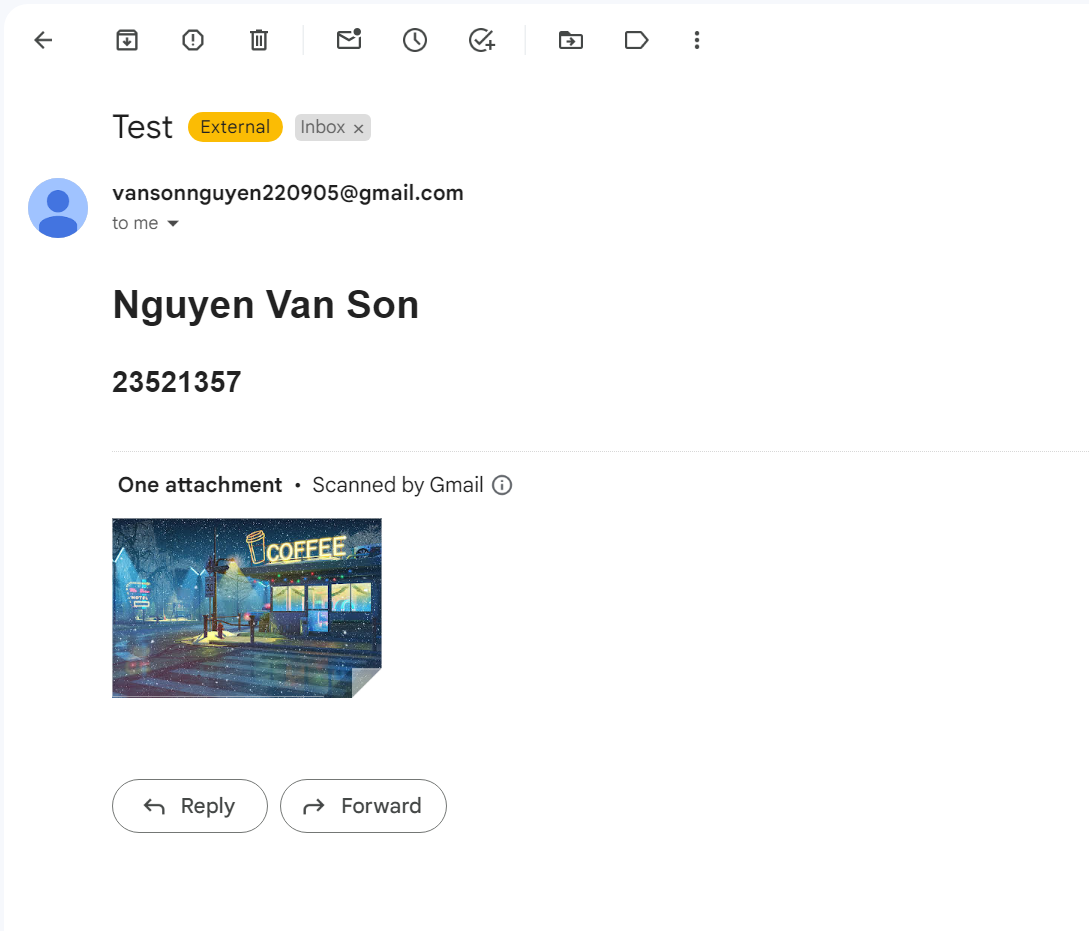 Test External Inbox ×
vansonnguyen220905@gmail.com
to me
Nguyen Van Son
23521357
One attachment • Scanned by Gmail
COFFEE
MOTEL
Reply Forward